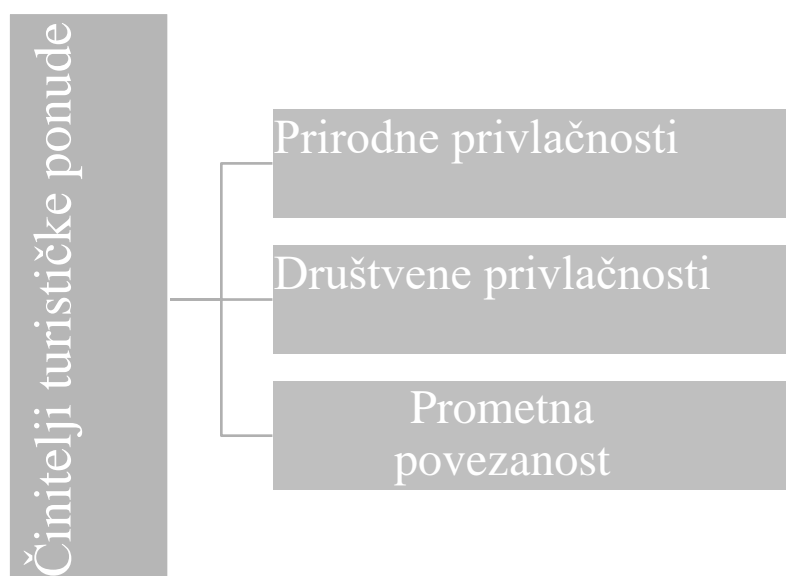 Činitelji turističke ponude
Prirodne privlačnosti
Društvene privlačnosti
Prometna
povezanost